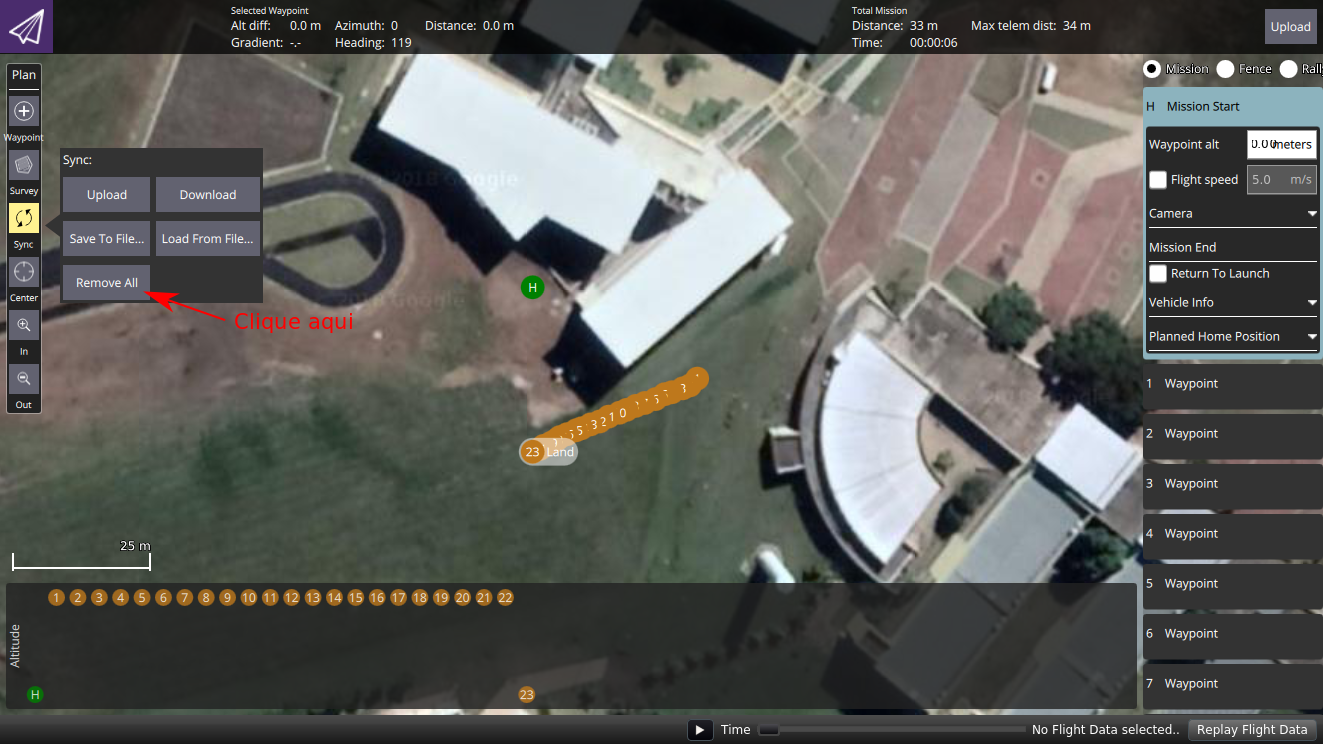 Selected Waypoint
Alt diff: 0.0 m Azimuth: 0 Distance: 0.0 m
Gradient: -.- Heading: 119
Total Mission
Distance: 33 m Max telem dist: 34 m
Time: 00:00:06
Upload
Plan
Waypoint
Survey
Sync
Center
In
Out
Sync:
Upload Download
Save To File... Load From File...
Remove All
Clique aqui
2018 Google
2018 Google
H
23 Land
25 m
Mission Fence Rall
H Mission Start
Waypoint alt 0.00 meters
Flight speed 5.0 m/s
Camera
Mission End
Return To Launch
Vehicle Info
Planned Home Position
1 Waypoint
2 Waypoint
3 Waypoint
4 Waypoint
5 Waypoint
6 Waypoint
7 Waypoint
1 2 3 4 5 6 7 8 9 10 11 12 13 14 15 16 17 18 19 20 21 22
Altitude
H 23
Time No Flight Data selected.. Replay Flight Data